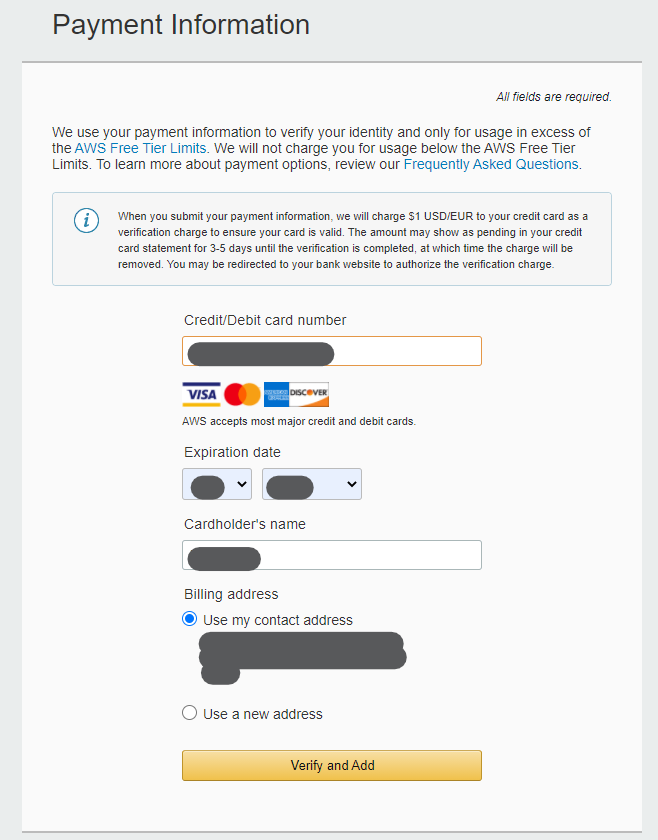 Payment Information
All fields are required.
We use your payment information to verify your identity and only for usage in excess of
the AWS Free Tier Limits. We will not charge you for usage below the AWS Free Tier
Limits. To learn more about payment options, review our Frequently Asked Questions.
i
When you submit your payment information, we will charge $1 USD/EUR to your credit card as a
verification charge to ensure your card is valid. The amount may show as pending in your credit
card statement for 3-5 days until the verification is completed, at which time the charge will be
removed. You may be redirected to your bank website to authorize the verification charge.
Credit/Debit card number
VISA AMERICAN EXPRESS DISCOVER
AWS accepts most major credit and debit cards.
Expiration date
Cardholder's name
Billing address
Use my contact address
Use a new address
Verify and Add